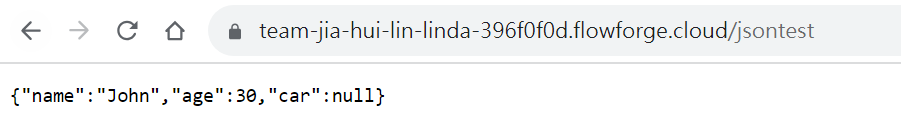 team-jia-hui-lin-linda-396f0f0d.flowforge.cloud/jsontest
{"name":"John","age":30,"car":null}